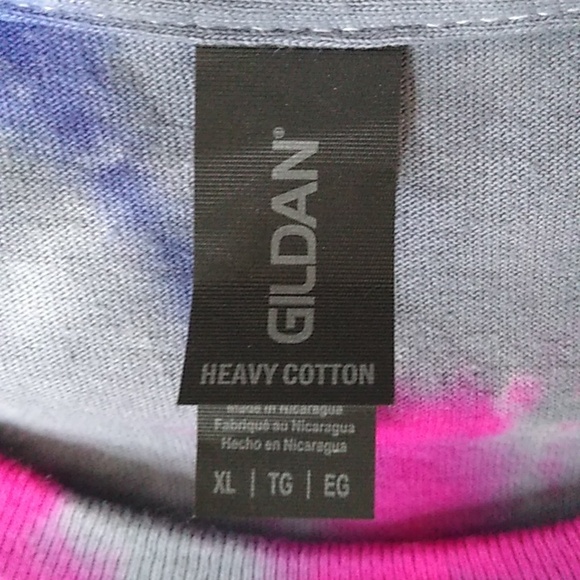 GILDAN®
HEAVY COTTON
Made in Nicaragua
Fabriqué au Nicaragua
Hecho en Nicaragua
XL | TG | EG